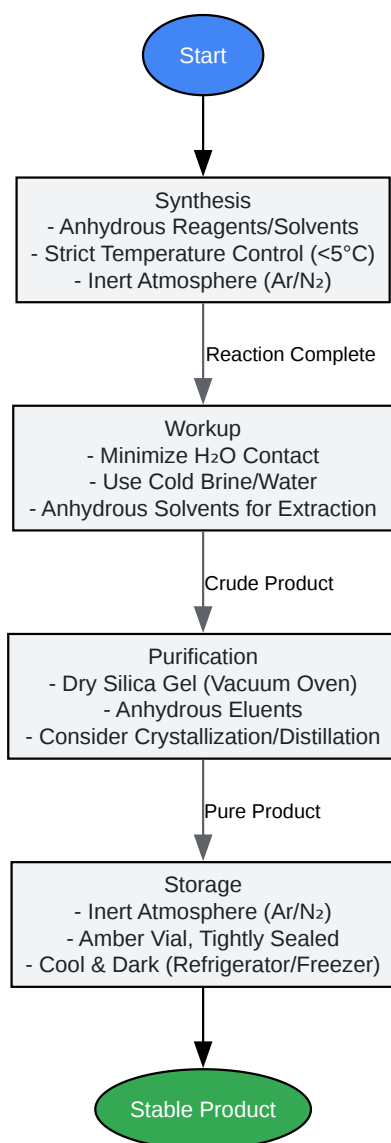 Start
Synthesis
- Anhydrous Reagents/Solvents
- Strict Temperature Control (<5°C)
- Inert Atmosphere (Ar/N₂)
Reaction Complete
Workup
- Minimize H₂O Contact
- Use Cold Brine/Water
- Anhydrous Solvents for Extraction
Crude Product
Purification
- Dry Silica Gel (Vacuum Oven)
- Anhydrous Eluents
- Consider Crystallization/Distillation
Pure Product
Storage
- Inert Atmosphere (Ar/N₂)
- Amber Vial, Tightly Sealed
- Cool & Dark (Refrigerator/Freezer)
Stable Product